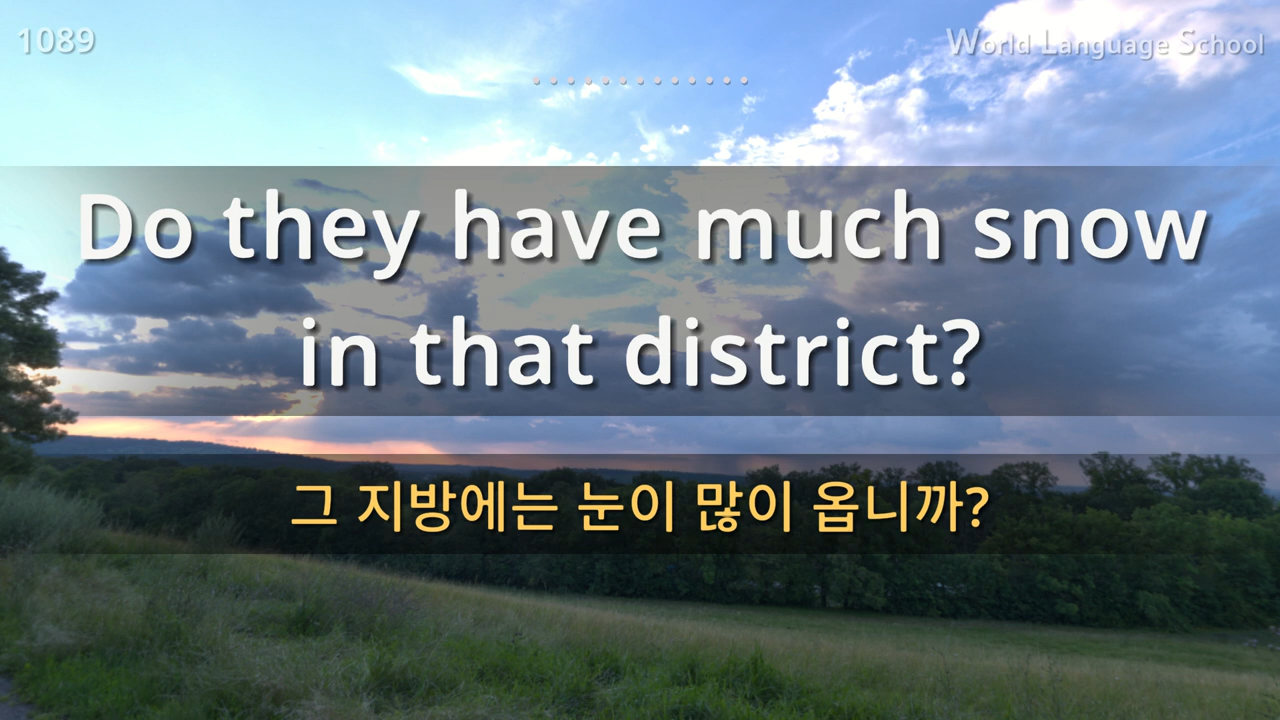 1089
World Language School
Do they have much snow
in that district?
그 지방에는 눈이 많이 옵니까?